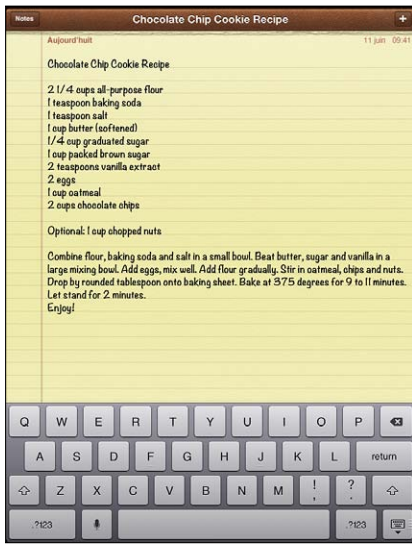 Notes
Chocolate Chip Cookie Recipe
+
Aujourd'huit
11 juin 09:41
Chocolate Chip Cookie Recipe
2 1/4 cups all-purpose flour
1 teaspoon baking soda
1 teaspoon salt
1 cup butter (softened)
1/4 cup graduated sugar
1 cup packed brown sugar
2 teaspoons vanilla extract
2 eggs
1 cup oatmeal
2 cups chocolate chips
Optional: 1 cup chopped nuts
Combine flour, baking soda and salt in a small bowl. Beat butter, sugar and vanilla in a
large mixing bowl. Add eggs, mix well. Add flour gradually. Stir in oatmeal, chips and nuts.
Drop by rounded tablespoon onto baking sheet. Bake at 375 degrees for 9 to 11 minutes.
Let stand for 2 minutes.
Enjoy!
Q W E R T Y U I O P
A S D F G H J K L return
Z X C V B N M ! , ? .
.?123 .?123